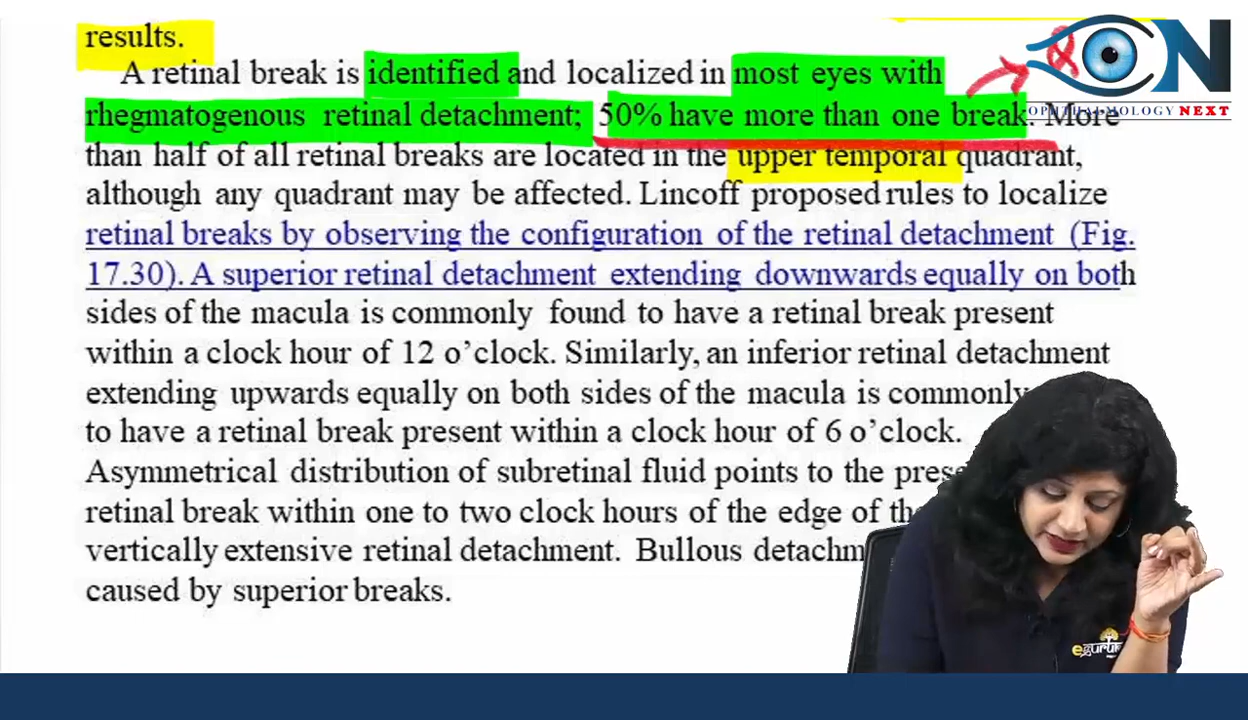 results.
A retinal break is identified and localized in most eyes with
rhegmatogenous retinal detachment; 50% have more than one break. More
than half of all retinal breaks are located in the upper temporal quadrant,
although any quadrant may be affected. Lincoff proposed rules to localize
retinal breaks by observing the configuration of the retinal detachment (Fig.
17.30). A superior retinal detachment extending downwards equally on both
sides of the macula is commonly found to have a retinal break present
within a clock hour of 12 o’clock. Similarly, an inferior retinal detachment
extending upwards equally on both sides of the macula is commonly
to have a retinal break present within a clock hour of 6 o’clock.
Asymmetrical distribution of subretinal fluid points to the
retinal break within one to two clock hours of the edge of
vertically extensive retinal detachment. Bullous
caused by superior breaks.
N
OPHTHALMOLOGY NEXT
eguruk